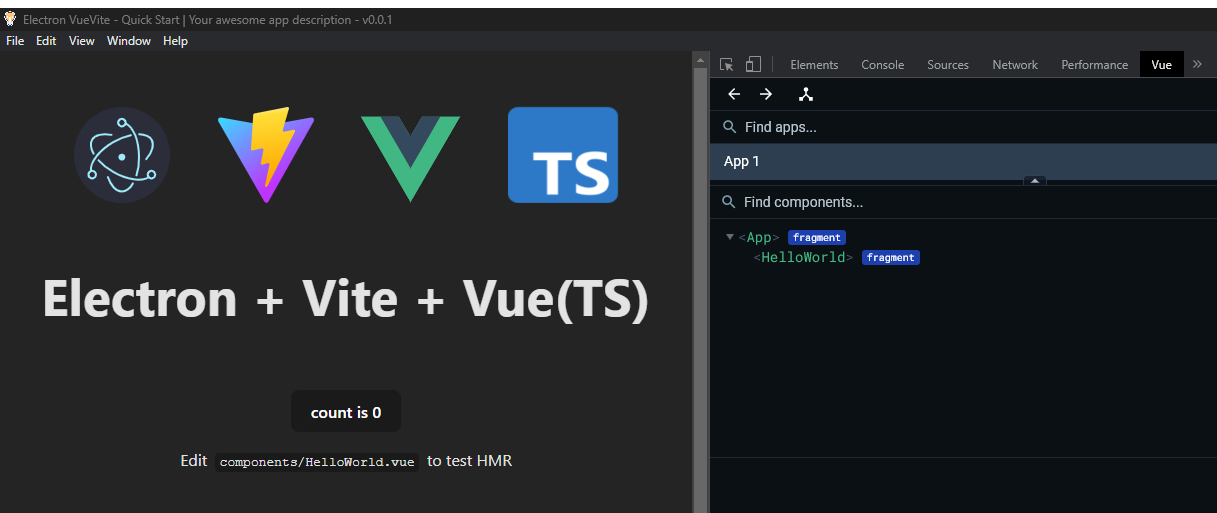 Electron VueVite - Quick Start | Your awesome app description - v0.0.1
File Edit View Window Help
Elements Console Sources Network Performance Vue »
Find apps...
App 1
Find components...
<App> fragment
<HelloWorld> fragment
TS
Electron + Vite + Vue(TS)
count is 0
Edit components/HelloWorld.vue to test HMR